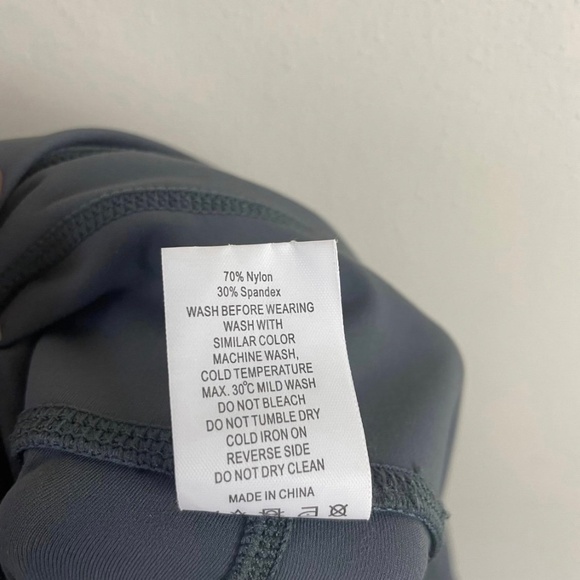 70% Nylon
30% Spandex
WASH BEFORE WEARING
WASH WITH
SIMILAR COLOR
MACHINE WASH,
COLD TEMPERATURE
MAX. 30°C MILD WASH
DO NOT BLEACH
DO NOT TUMBLE DRY
COLD IRON ON
REVERSE SIDE
DO NOT DRY CLEAN
MADE IN CHINA